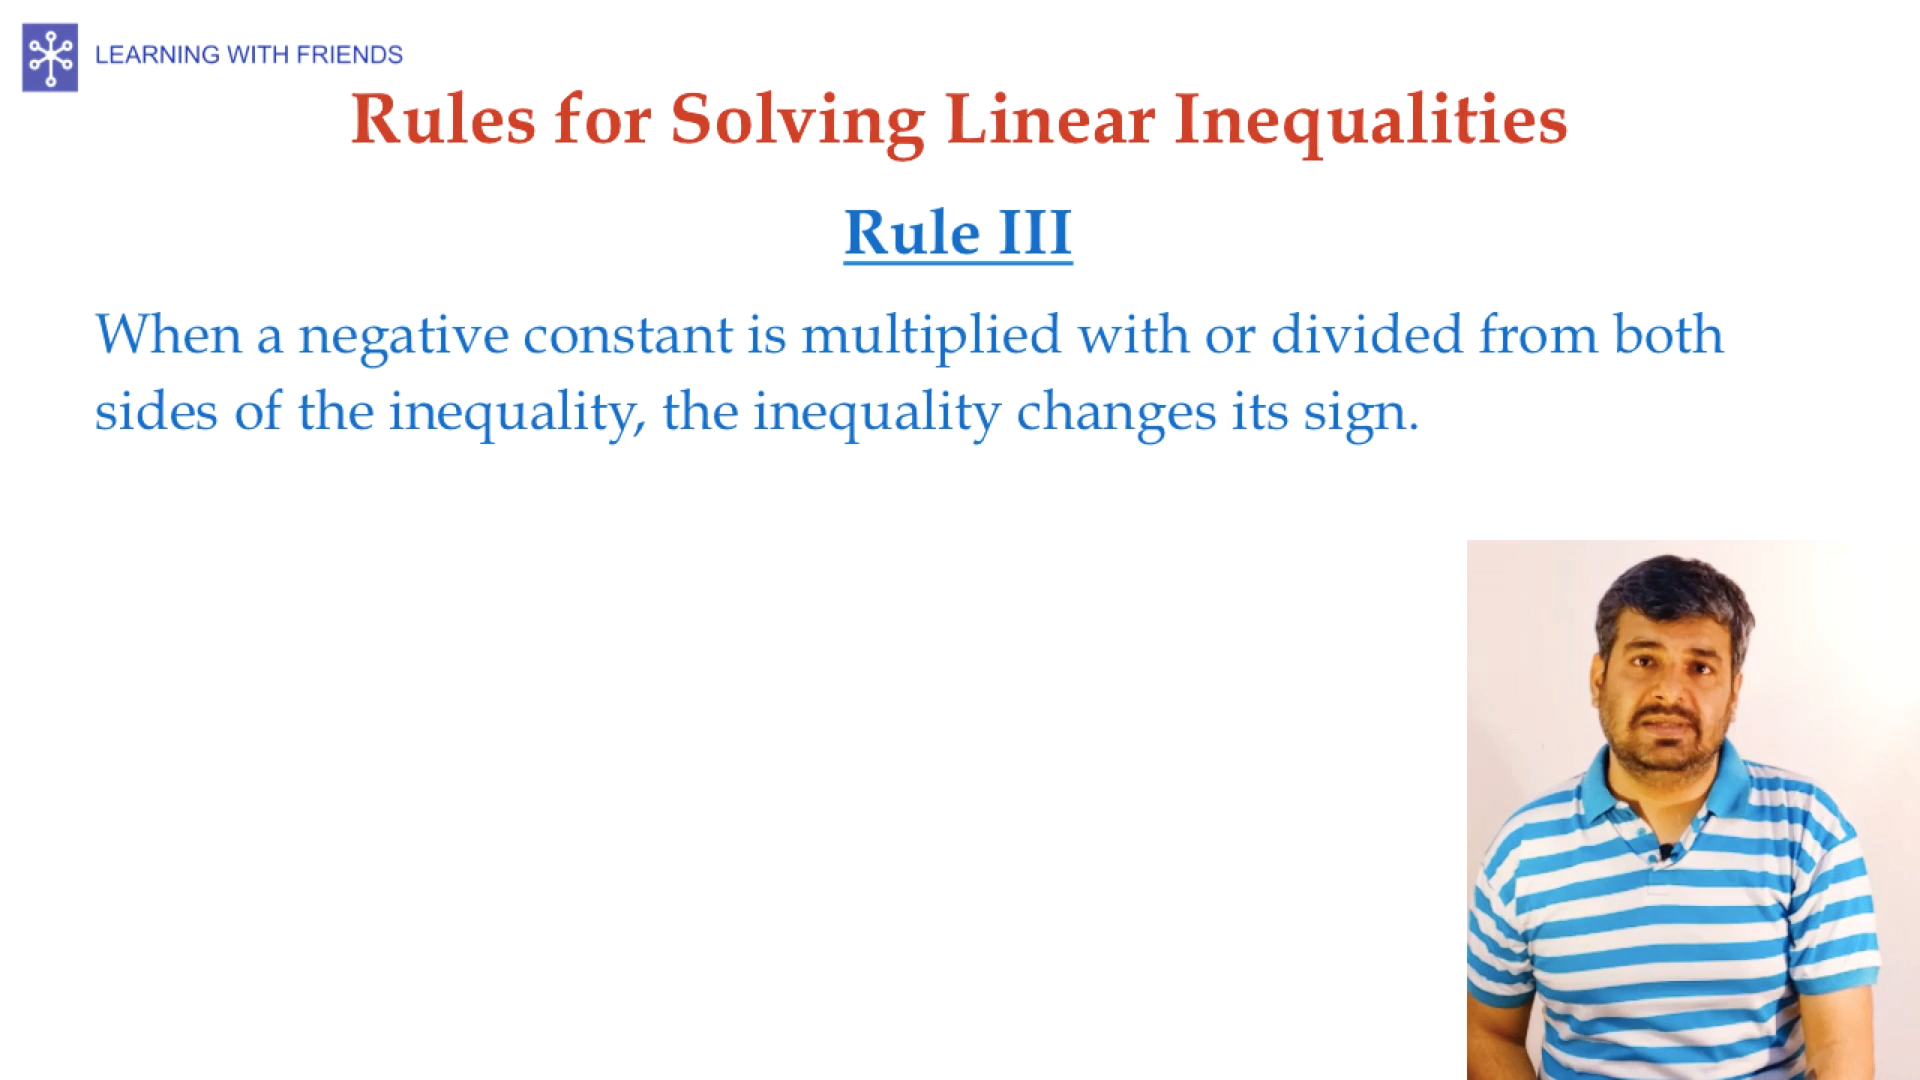 LEARNING WITH FRIENDS
Rules for Solving Linear Inequalities
Rule III
When a negative constant is multiplied with or divided from both
sides of the inequality, the inequality changes its sign.